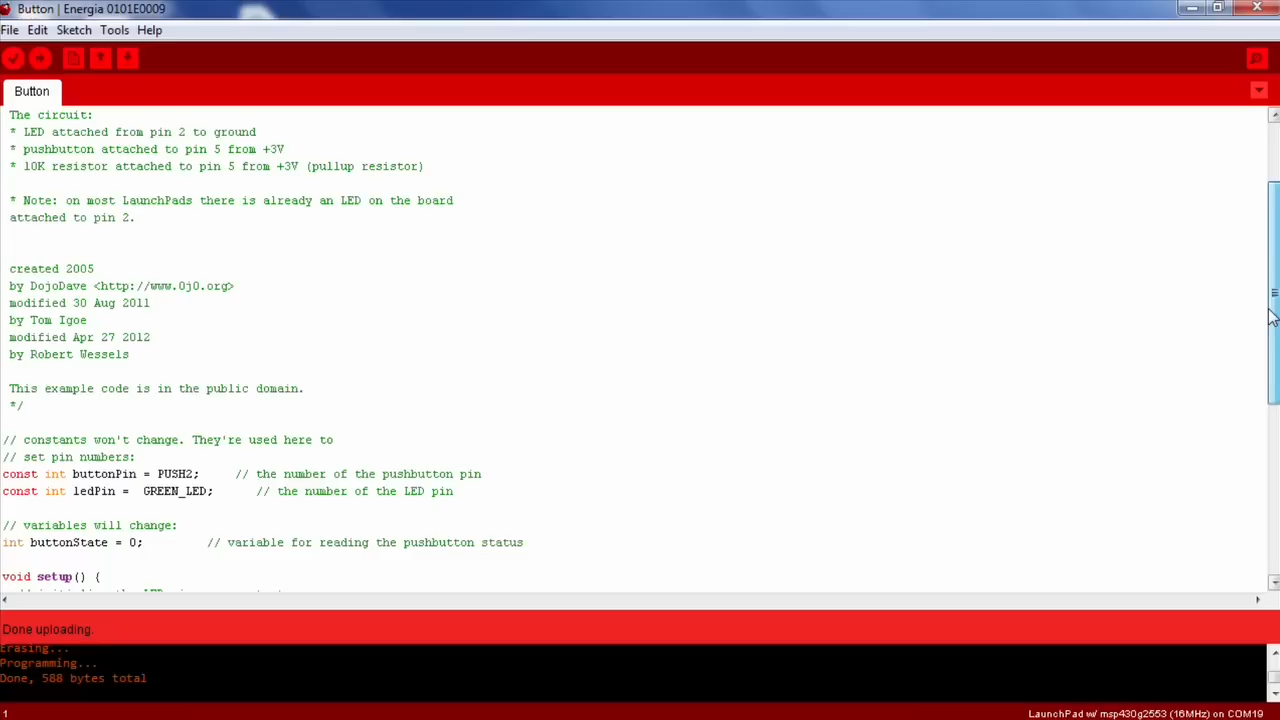 Button | Energia 0101E0009
File Edit Sketch Tools Help
Button
The circuit:
* LED attached from pin 2 to ground
* pushbutton attached to pin 5 from +3V
* 10K resistor attached to pin 5 from +3V (pullup resistor)
* Note: on most LaunchPads there is already an LED on the board
attached to pin 2.
created 2005
by DojoDave <http://www.0j0.org>
modified 30 Aug 2011
by Tom Igoe
modified Apr 27 2012
by Robert Wessels
This example code is in the public domain.
*/
// constants won't change. They're used here to
// set pin numbers:
const int buttonPin = PUSH2;     // the number of the pushbutton pin
const int ledPin =  GREEN_LED;      // the number of the LED pin
// variables will change:
int buttonState = 0;         // variable for reading the pushbutton status
void setup() {
Done uploading.
Erasing...
Programming...
Done, 588 bytes total
1
LaunchPad w/ msp430g2553 (16MHz) on COM19